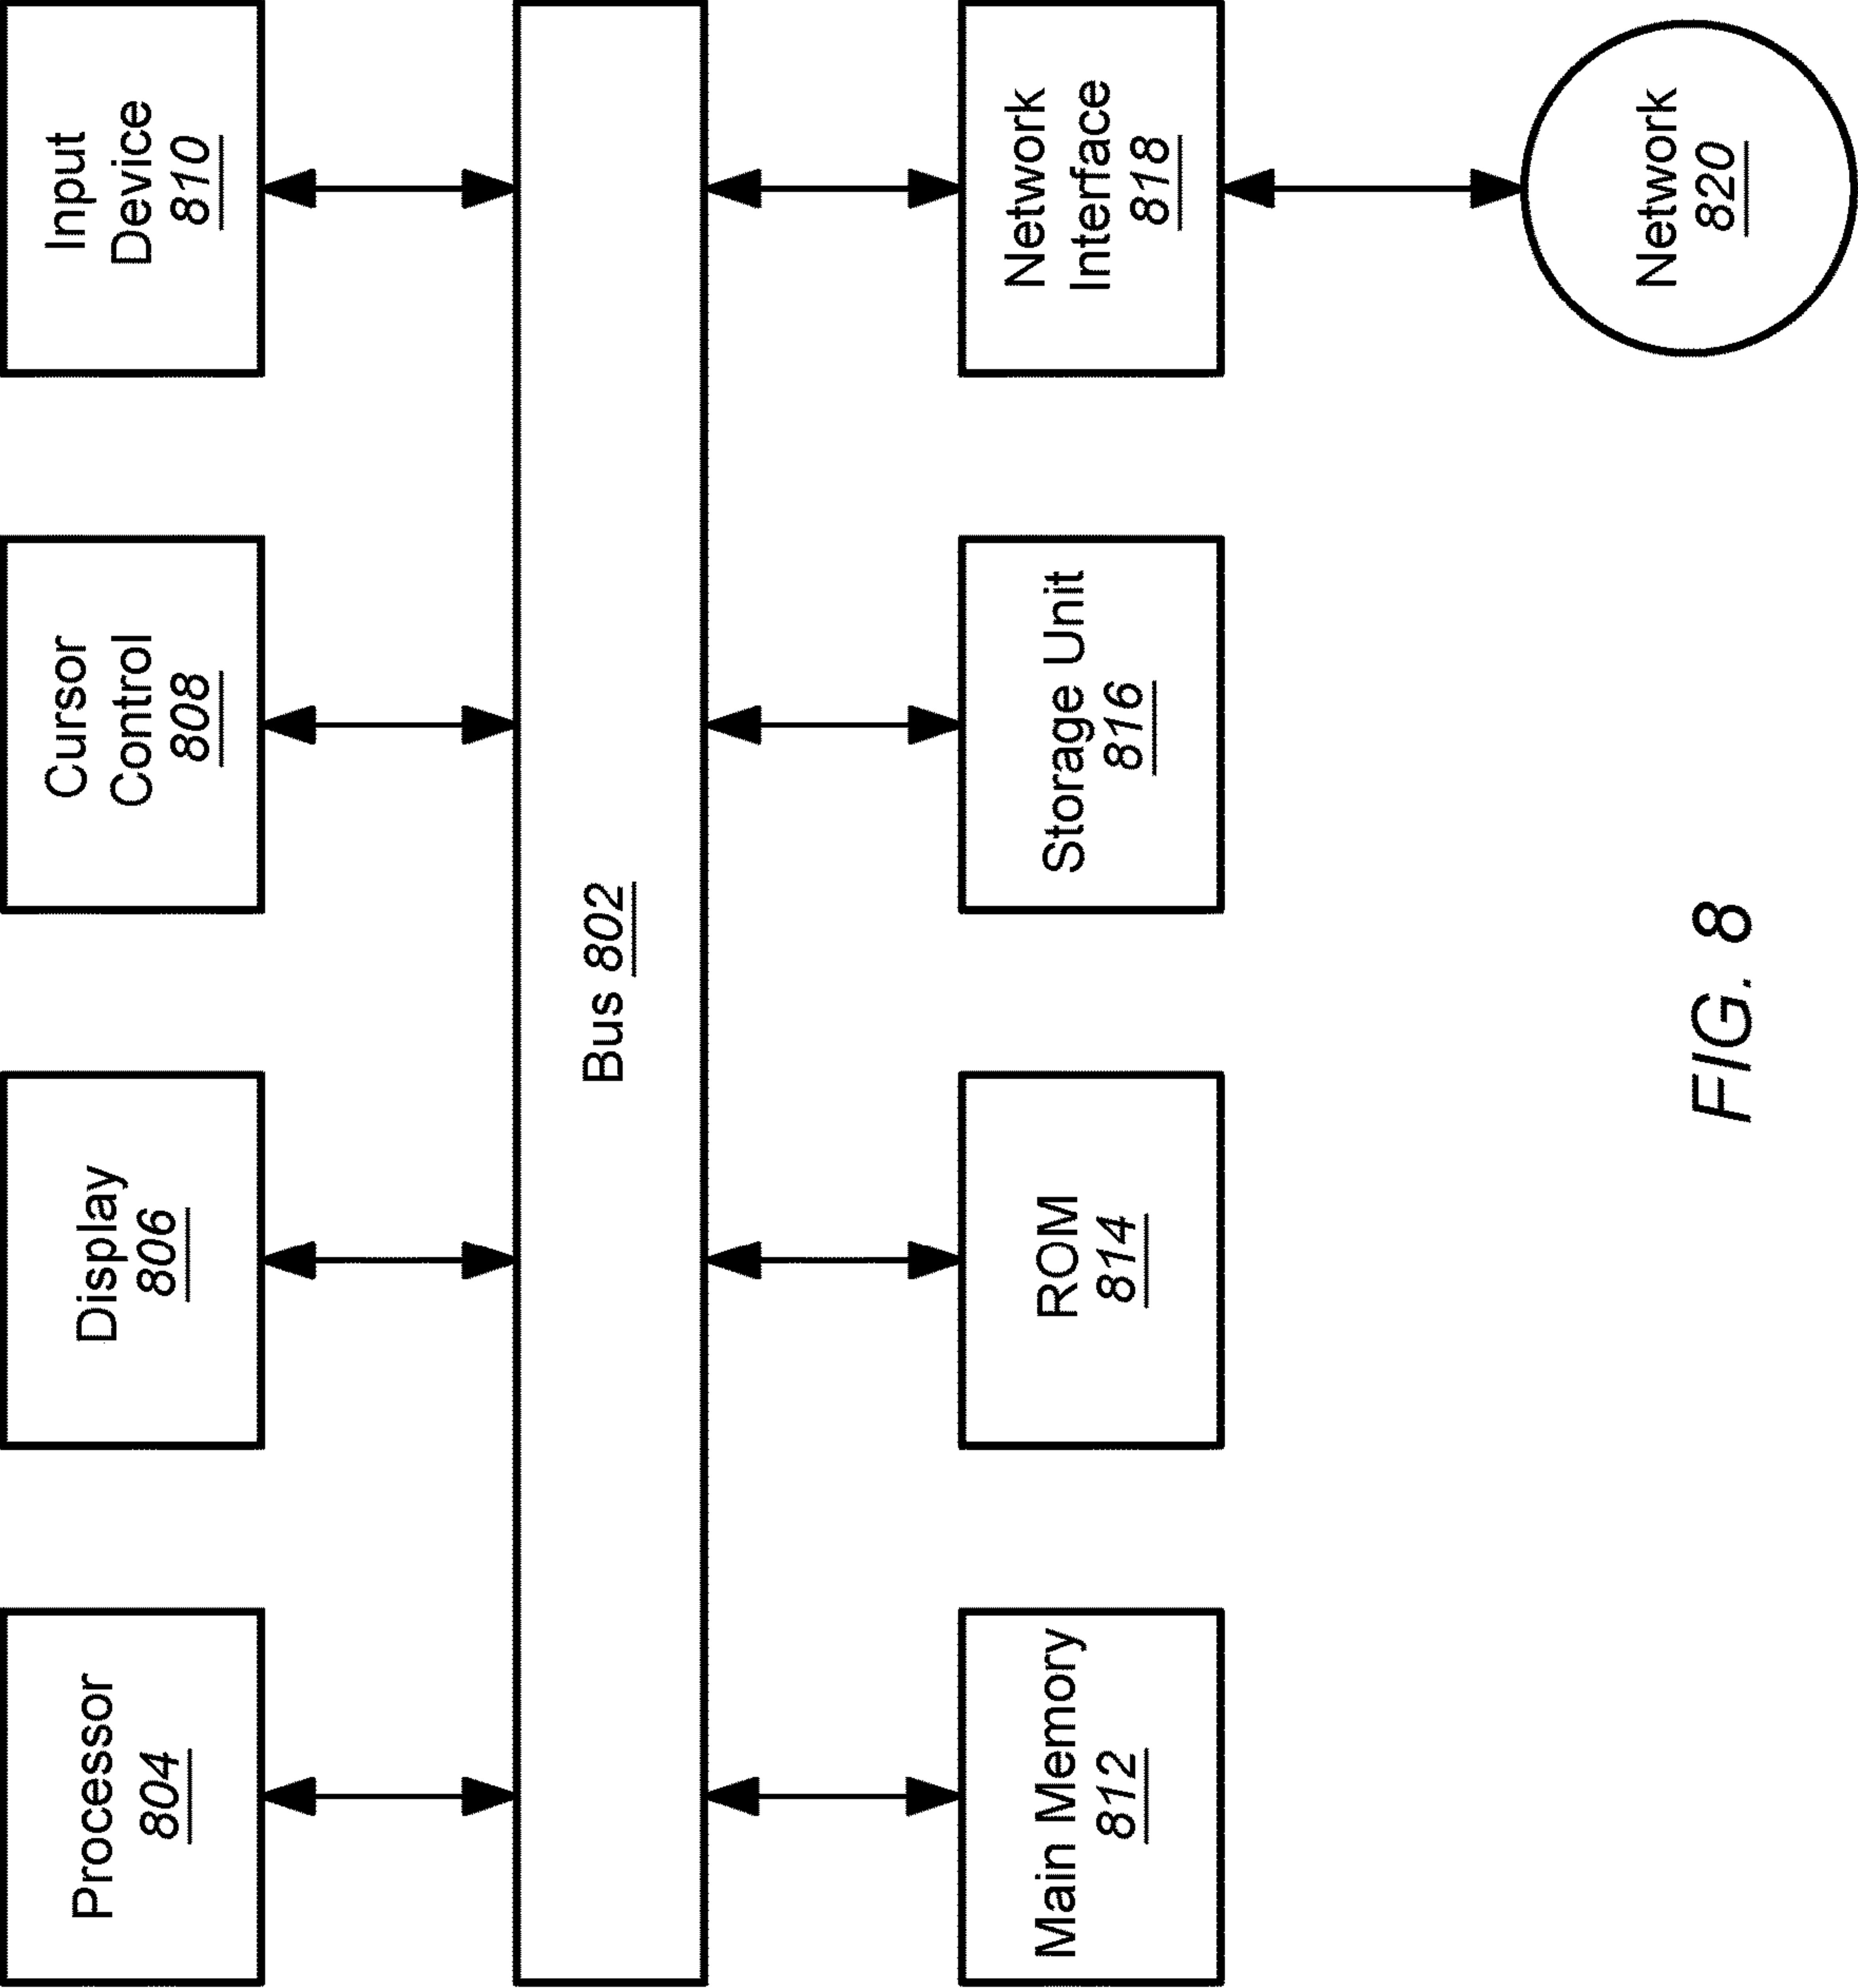 Processor
804
Display
806
Cursor
Control
808
Input
Device
810
Bus 802
Main Memory
812
ROM
814
Storage Unit
816
Network
Interface
818
Network
820
FIG. 8